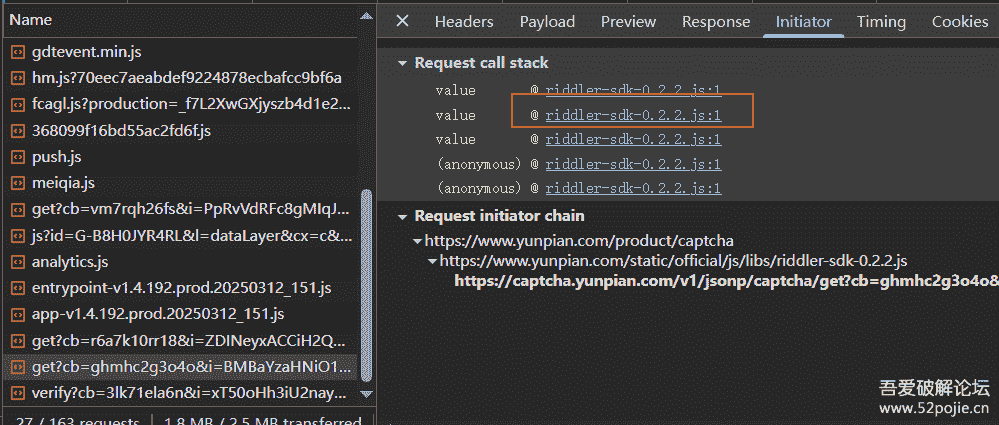 Name
gdtevent.min.js
hm.js?70eec7aeabdef9224878ecbafcc9bf6a
fcagl.js?production=_f7L2XwGXjyszb4d1e2...
368099f16bd55ac2fd6f.js
push.js
meiqia.js
get?cb=vm7rqh26fs&i=PpRvVdRFc8gMIqJ...
js?id=G-B8H0JYR4RL&l=dataLayer&cx=c&...
analytics.js
entrypoint-v1.4.192.prod.20250312_151.js
app-v1.4.192.prod.20250312_151.js
get?cb=r6a7k10rr18&i=ZDINeyxACCiH2Q...
get?cb=ghmhc2g3o4o&i=BMBaYzaHNiO1...
verify?cb=3lk71ela6n&i=xT50oHh3iU2nay...
27 / 163 requests
1.8 MB / 2.5 MB transferred
Headers
Payload
Preview
Response
Initiator
Timing
Cookies
Request call stack
value @ riddler-sdk-0.2.2.js:1
value @ riddler-sdk-0.2.2.js:1
value @ riddler-sdk-0.2.2.js:1
(anonymous) @ riddler-sdk-0.2.2.js:1
(anonymous) @ riddler-sdk-0.2.2.js:1
Request initiator chain
https://www.yunpian.com/product/captcha
https://www.yunpian.com/static/official/js/libs/riddler-sdk-0.2.2.js
https://captcha.yunpian.com/v1/jsonp/captcha/get?cb=ghmhc2g3o4o&
吾爱破解论坛
www.52pojie.cn